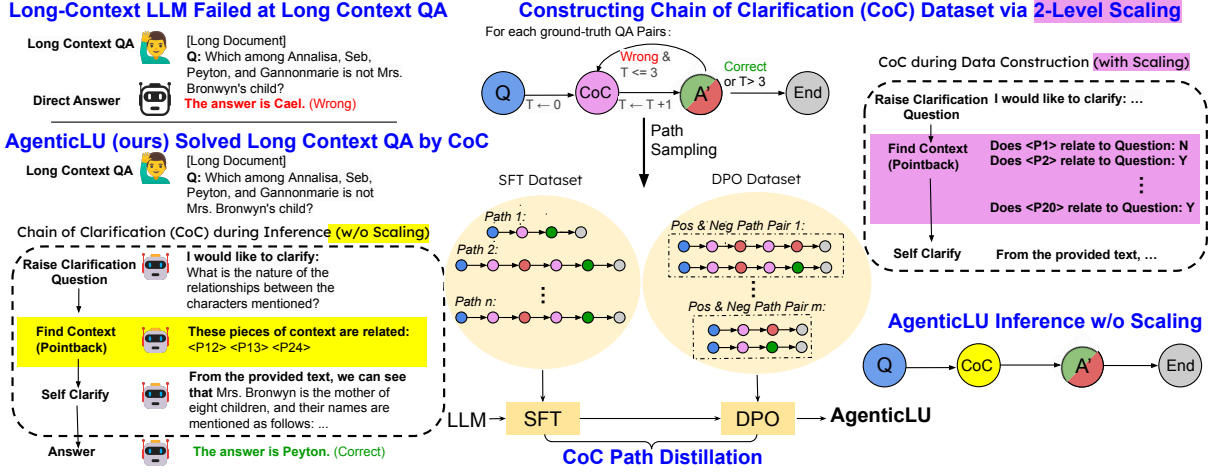 Long-Context LLM Failed at Long Context QA
Long Context QA
[Long Document]
Q: Which among Annalisa, Seb,
Peyton, and Gannonmarie is not Mrs.
Bronwyn's child?
Direct Answer
The answer is Cael. (Wrong)
AgenticLU (ours) Solved Long Context QA by CoC
Long Context QA
[Long Document]
Q: Which among Annalisa, Seb,
Peyton, and Gannonmarie is not
Mrs. Bronwyn's child?
Chain of Clarification (CoC) during Inference (w/o Scaling)
Raise Clarification
Question
I would like to clarify:
What is the nature of the
relationships between the
characters mentioned?
Find Context
(Pointback)
These pieces of context are related:
<P12> <P13> <P24>
Self Clarify
From the provided text, we can see
that Mrs. Bronwyn is the mother of
eight children, and their names are
mentioned as follows: ...
Answer
The answer is Peyton. (Correct)
Constructing Chain of Clarification (CoC) Dataset via 2-Level Scaling
For each ground-truth QA Pairs:
Wrong &
T <= 3
Correct
or T> 3
Q
CoC
A'
End
T ← 0
T ← T +1
Path
Sampling
SFT Dataset
Path 1:
Path 2:
Path n:
DPO Dataset
Pos & Neg Path Pair 1:
Pos & Neg Path Pair m:
LLM
SFT
DPO
AgenticLU
CoC Path Distillation
CoC during Data Construction (with Scaling)
Raise Clarification
Question
I would like to clarify: ...
Find Context
(Pointback)
Does <P1> relate to Question: N
Does <P2> relate to Question: Y
Does <P20> relate to Question: Y
Self Clarify
From the provided text, ...
AgenticLU Inference w/o Scaling
Q
CoC
A'
End